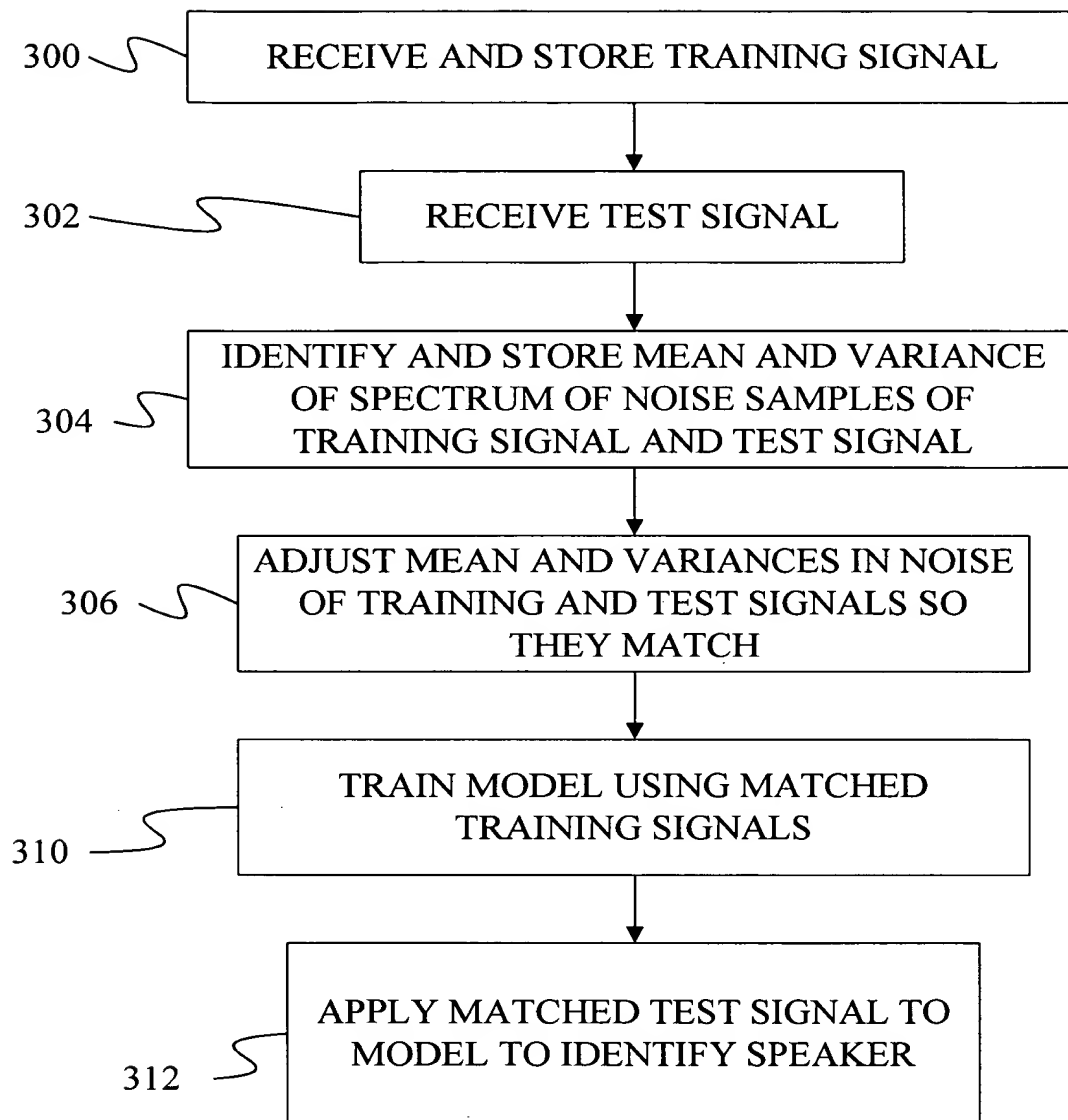 300
RECEIVE AND STORE TRAINING SIGNAL
302
RECEIVE TEST SIGNAL
304
IDENTIFY AND STORE MEAN AND VARIANCE
OF SPECTRUM OF NOISE SAMPLES OF
TRAINING SIGNAL AND TEST SIGNAL
306
ADJUST MEAN AND VARIANCES IN NOISE
OF TRAINING AND TEST SIGNALS SO
THEY MATCH
310
TRAIN MODEL USING MATCHED
TRAINING SIGNALS
312
APPLY MATCHED TEST SIGNAL TO
MODEL TO IDENTIFY SPEAKER